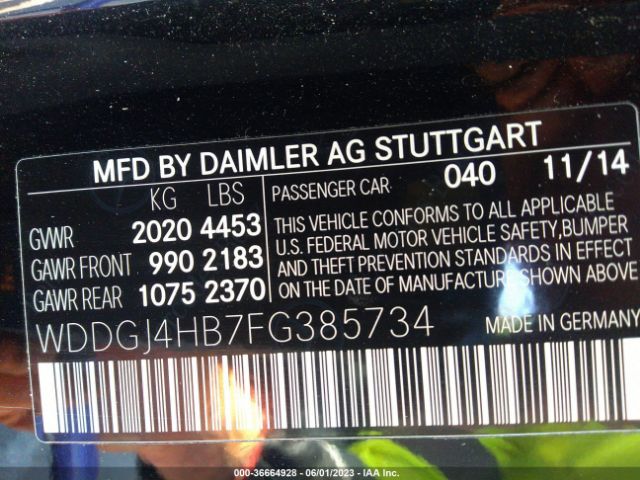 MFD BY DAIMLER AG STUTTGART
KG LBS
GVWR 2020 4453
GAWR FRONT 990 2183
GAWR REAR 1075 2370
PASSENGER CAR 040 11/14
THIS VEHICLE CONFORMS TO ALL APPLICABLE
U.S. FEDERAL MOTOR VEHICLE SAFETY,BUMPER
AND THEFT PREVENTION STANDARDS IN EFFECT
ON THE DATE OF MANUFACTURE SHOWN ABOVE
WDDGJ4HB7FG385734 MADE IN GERMANY
000-36664928 - 06/01/2023 - IAA Inc.